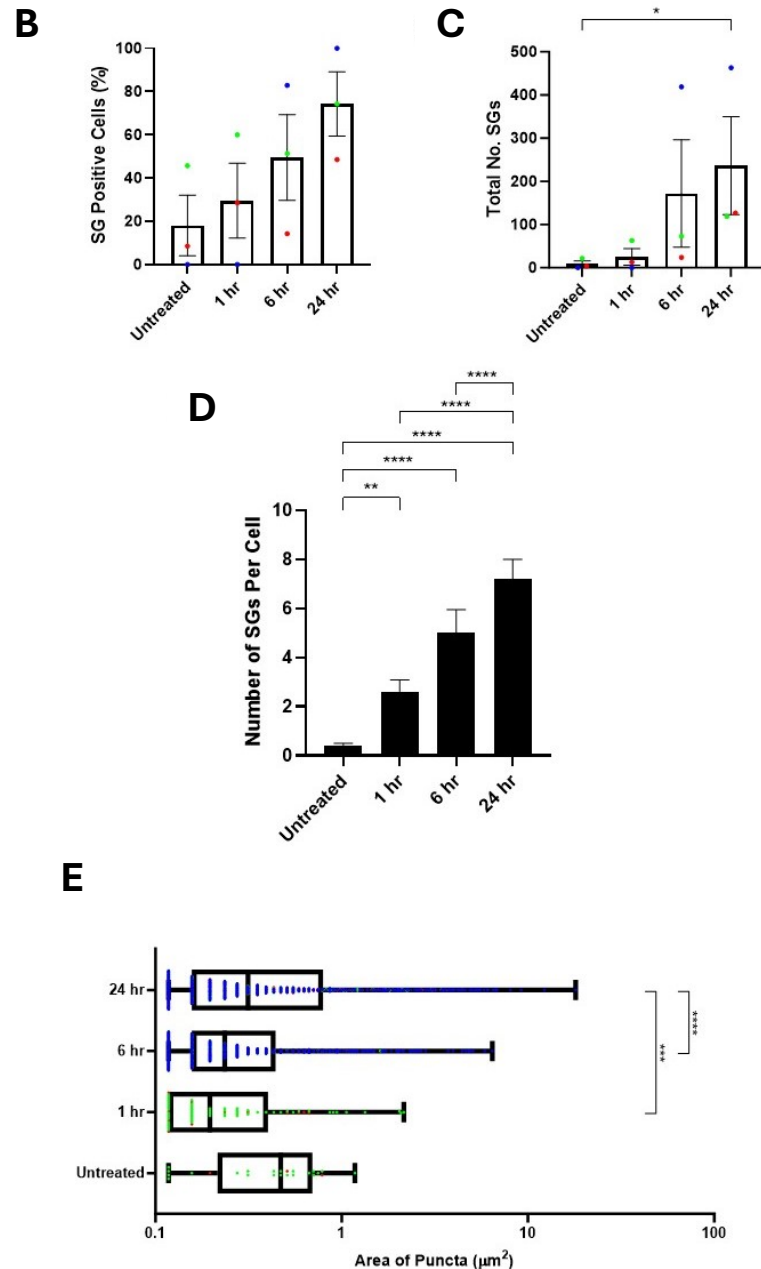 B
SG Positive Cells (%)
100
80
60
40
20
0
Untreated
1 hr
6 hr
24 hr
C
*
Total No. SGs
500
400
300
200
100
0
Untreated
1 hr
6 hr
24 hr
D
****
****
****
****
**
Number of SGs Per Cell
10
8
6
4
2
0
Untreated
1 hr
6 hr
24 hr
E
24 hr
6 hr
1 hr
Untreated
***
****
0.1
1
10
100
Area of Puncta (μm²)